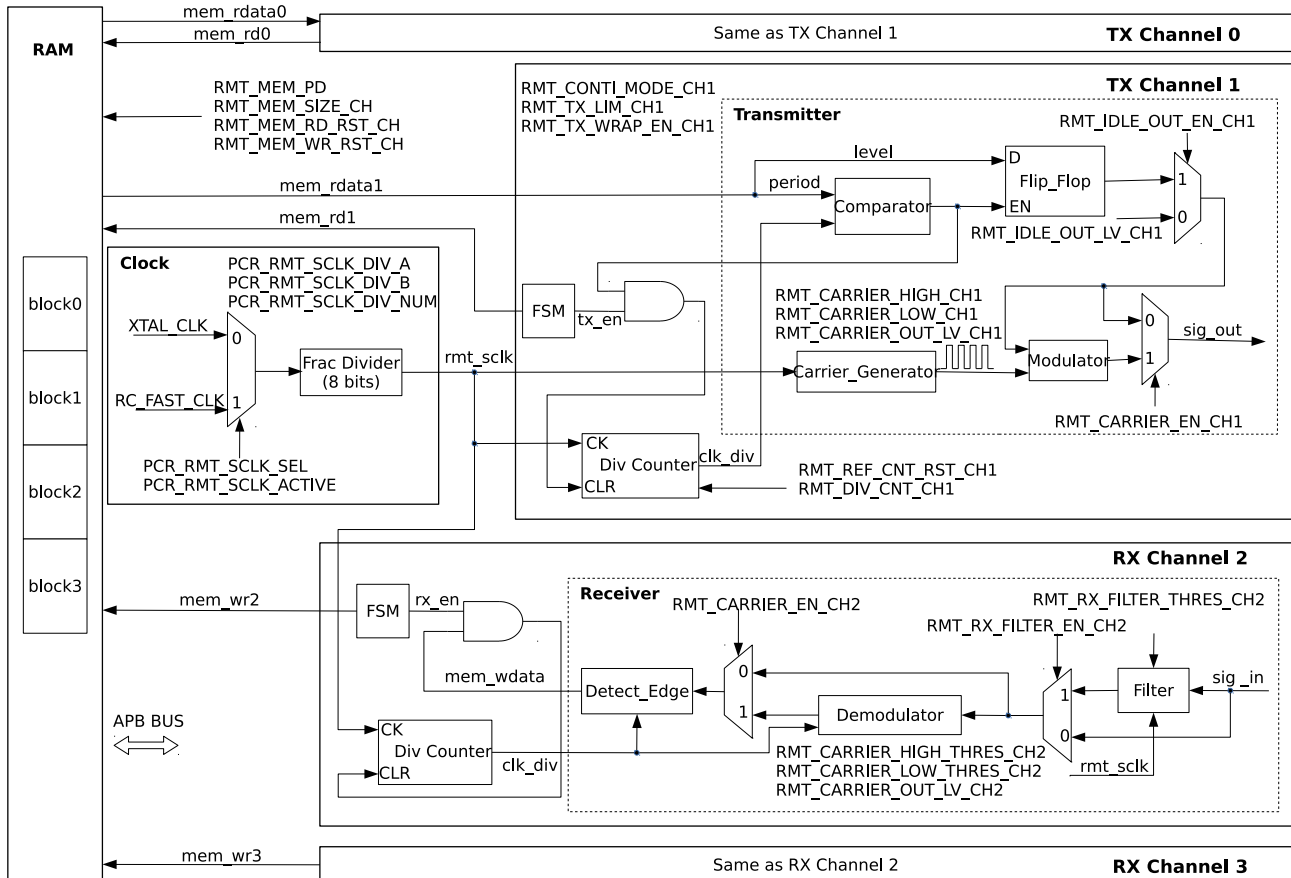 mem_rdata0
mem_rd0
RAM
Same as TX Channel 1
TX Channel 0
RMT_MEM_PD
RMT_MEM_SIZE_CH
RMT_MEM_RD_RST_CH
RMT_MEM_WR_RST_CH
RMT_CONTI_MODE_CH1
RMT_TX_LIM_CH1
RMT_TX_WRAP_EN_CH1
TX Channel 1
Transmitter
RMT_IDLE_OUT_EN_CH1
level
D
Flip_Flop
EN
1
0
mem_rdata1
period
Comparator
mem_rd1
RMT_IDLE_OUT_LV_CH1
Clock
PCR_RMT_SCLK_DIV_A
PCR_RMT_SCLK_DIV_B
PCR_RMT_SCLK_DIV_NUM
block0
block1
block2
block3
XTAL_CLK
0
RC_FAST_CLK
1
Frac Divider
(8 bits)
rmt_sclk
PCR_RMT_SCLK_SEL
PCR_RMT_SCLK_ACTIVE
FSM
tx_en
RMT_CARRIER_HIGH_CH1
RMT_CARRIER_LOW_CH1
RMT_CARRIER_OUT_LV_CH1
Carrier_Generator
Modulator
0
1
sig_out
RMT_CARRIER_EN_CH1
CK
Div Counter
CLR
clk_div
RMT_REF_CNT_RST_CH1
RMT_DIV_CNT_CH1
RX Channel 2
mem_wr2
FSM
rx_en
Receiver
RMT_CARRIER_EN_CH2
RMT_RX_FILTER_THRES_CH2
RMT_RX_FILTER_EN_CH2
mem_wdata
Detect_Edge
0
1
Demodulator
1
0
Filter
sig_in
rmt_sclk
APB BUS
CK
Div Counter
CLR
clk_div
RMT_CARRIER_HIGH_THRES_CH2
RMT_CARRIER_LOW_THRES_CH2
RMT_CARRIER_OUT_LV_CH2
mem_wr3
Same as RX Channel 2
RX Channel 3